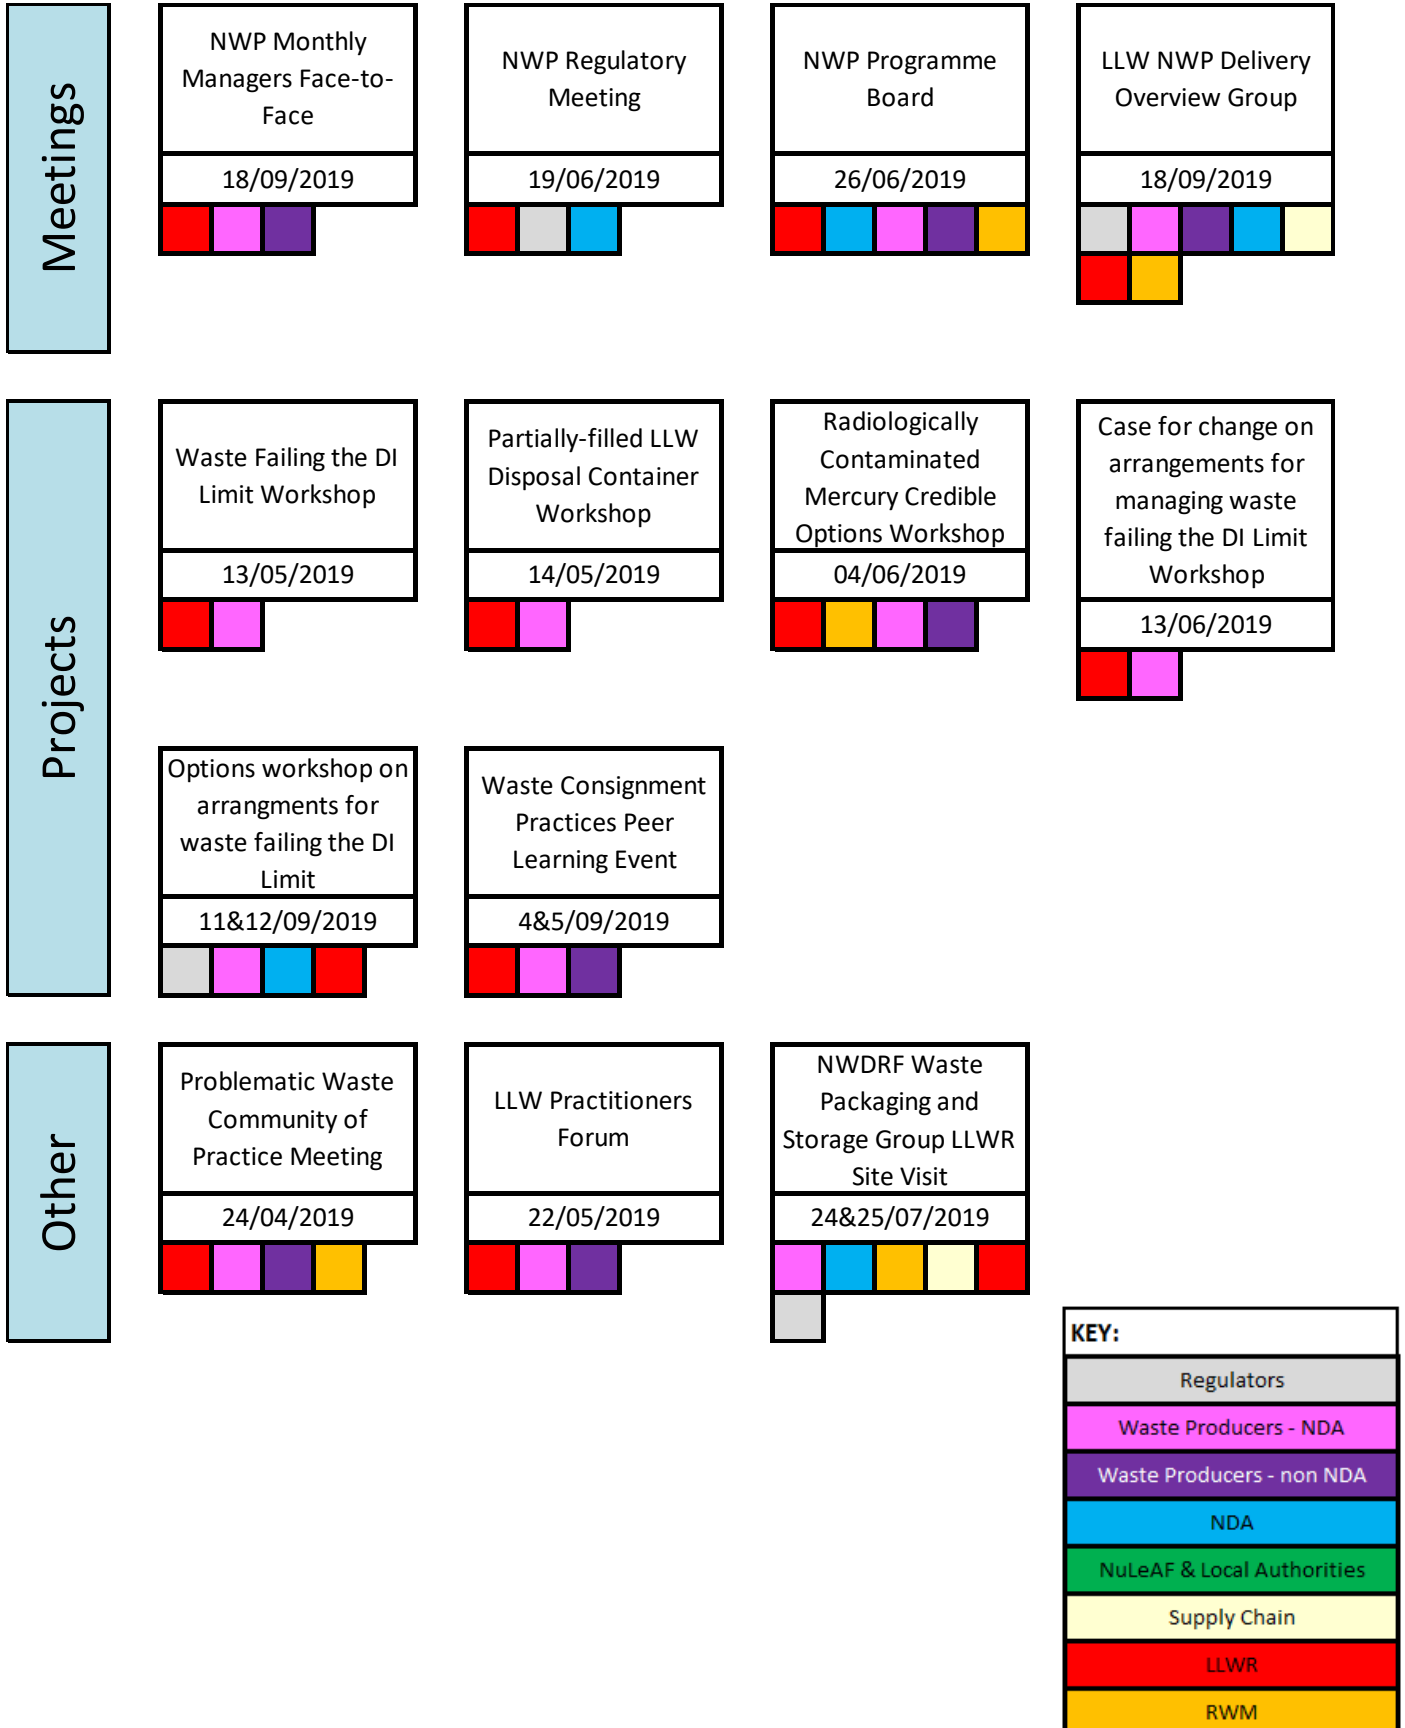 Meetings
NWP Monthly
Managers Face-to-
Face
18/09/2019
NWP Regulatory
Meeting
19/06/2019
NWP Programme
Board
26/06/2019
LLW NWP Delivery
Overview Group
18/09/2019
Projects
Waste Failing the DI
Limit Workshop
13/05/2019
Partially-filled LLW
Disposal Container
Workshop
14/05/2019
Radiologically
Contaminated
Mercury Credible
Options Workshop
04/06/2019
Case for change on
arrangements for
managing waste
failing the DI Limit
Workshop
13/06/2019
Options workshop on
arrangments for
waste failing the DI
Limit
11&12/09/2019
Waste Consignment
Practices Peer
Learning Event
4&5/09/2019
Other
Problematic Waste
Community of
Practice Meeting
24/04/2019
LLW Practitioners
Forum
22/05/2019
NWDRF Waste
Packaging and
Storage Group LLWR
Site Visit
24&25/07/2019
KEY:
Regulators
Waste Producers - NDA
Waste Producers - non NDA
NDA
NuLeAF & Local Authorities
Supply Chain
LLWR
RWM